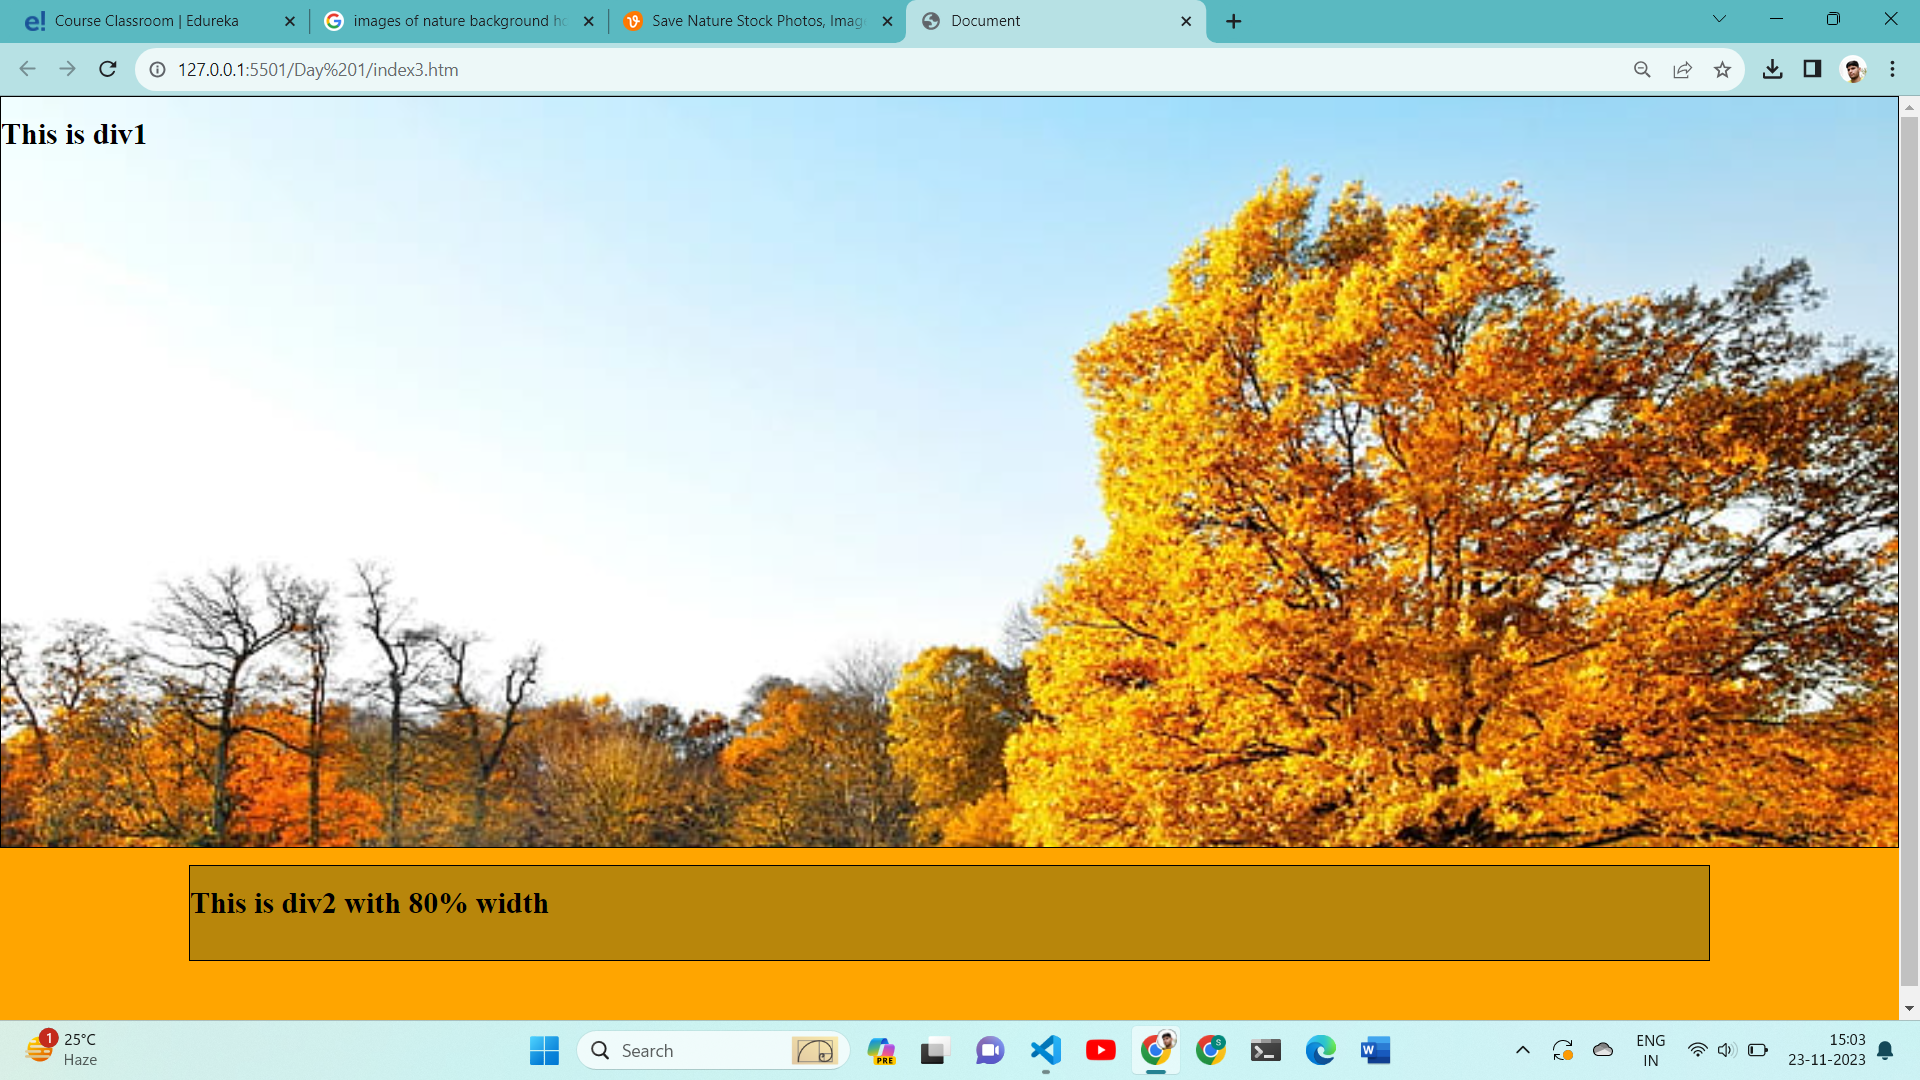 Course Classroom | Edureka
images of nature background h
Save Nature Stock Photos, Imag
Document
127.0.0.1:5501/Day%201/index3.htm
This is div1
This is div2 with 80% width
1
25°C
Haze
Search
PRE
S
W
ENG
IN
15:03
23-11-2023